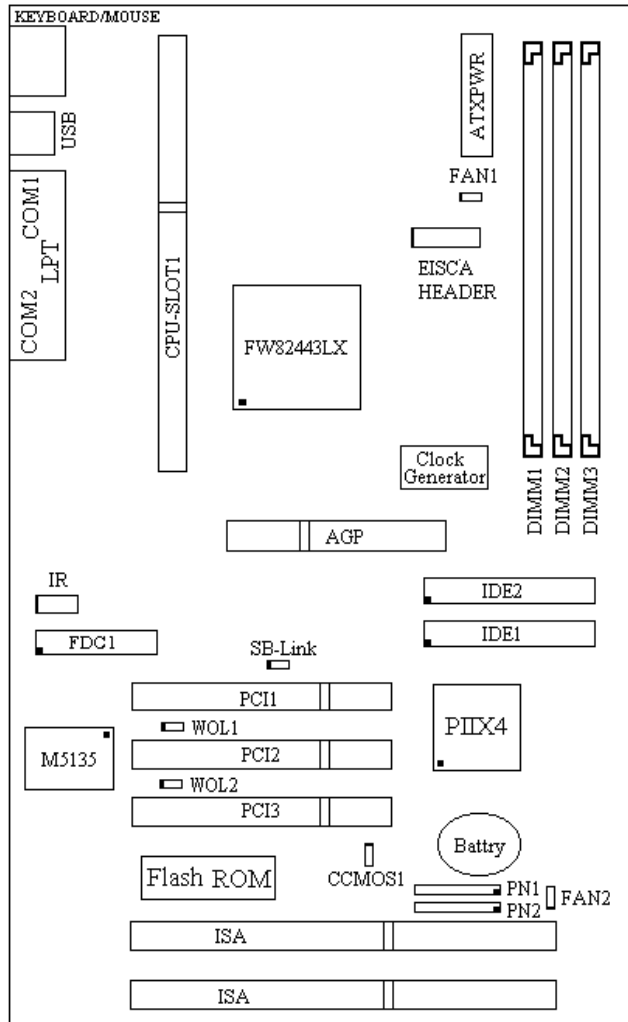 KEYBOARD/MOUSE
USB
ATXPWR
FAN1
COM1
LPT
COM2
CPU-SLOT1
EISCA
HEADER
FW82443LX
Clock
Generator
DIMM1
DIMM2
DIMM3
AGP
IR
IDE2
FDC1
IDE1
SB-Link
PCI1
WOL1
PIIX4
M5135
PCI2
WOL2
PCI3
Battry
Flash ROM
CCMOS1
PN1
FAN2
PN2
ISA
ISA